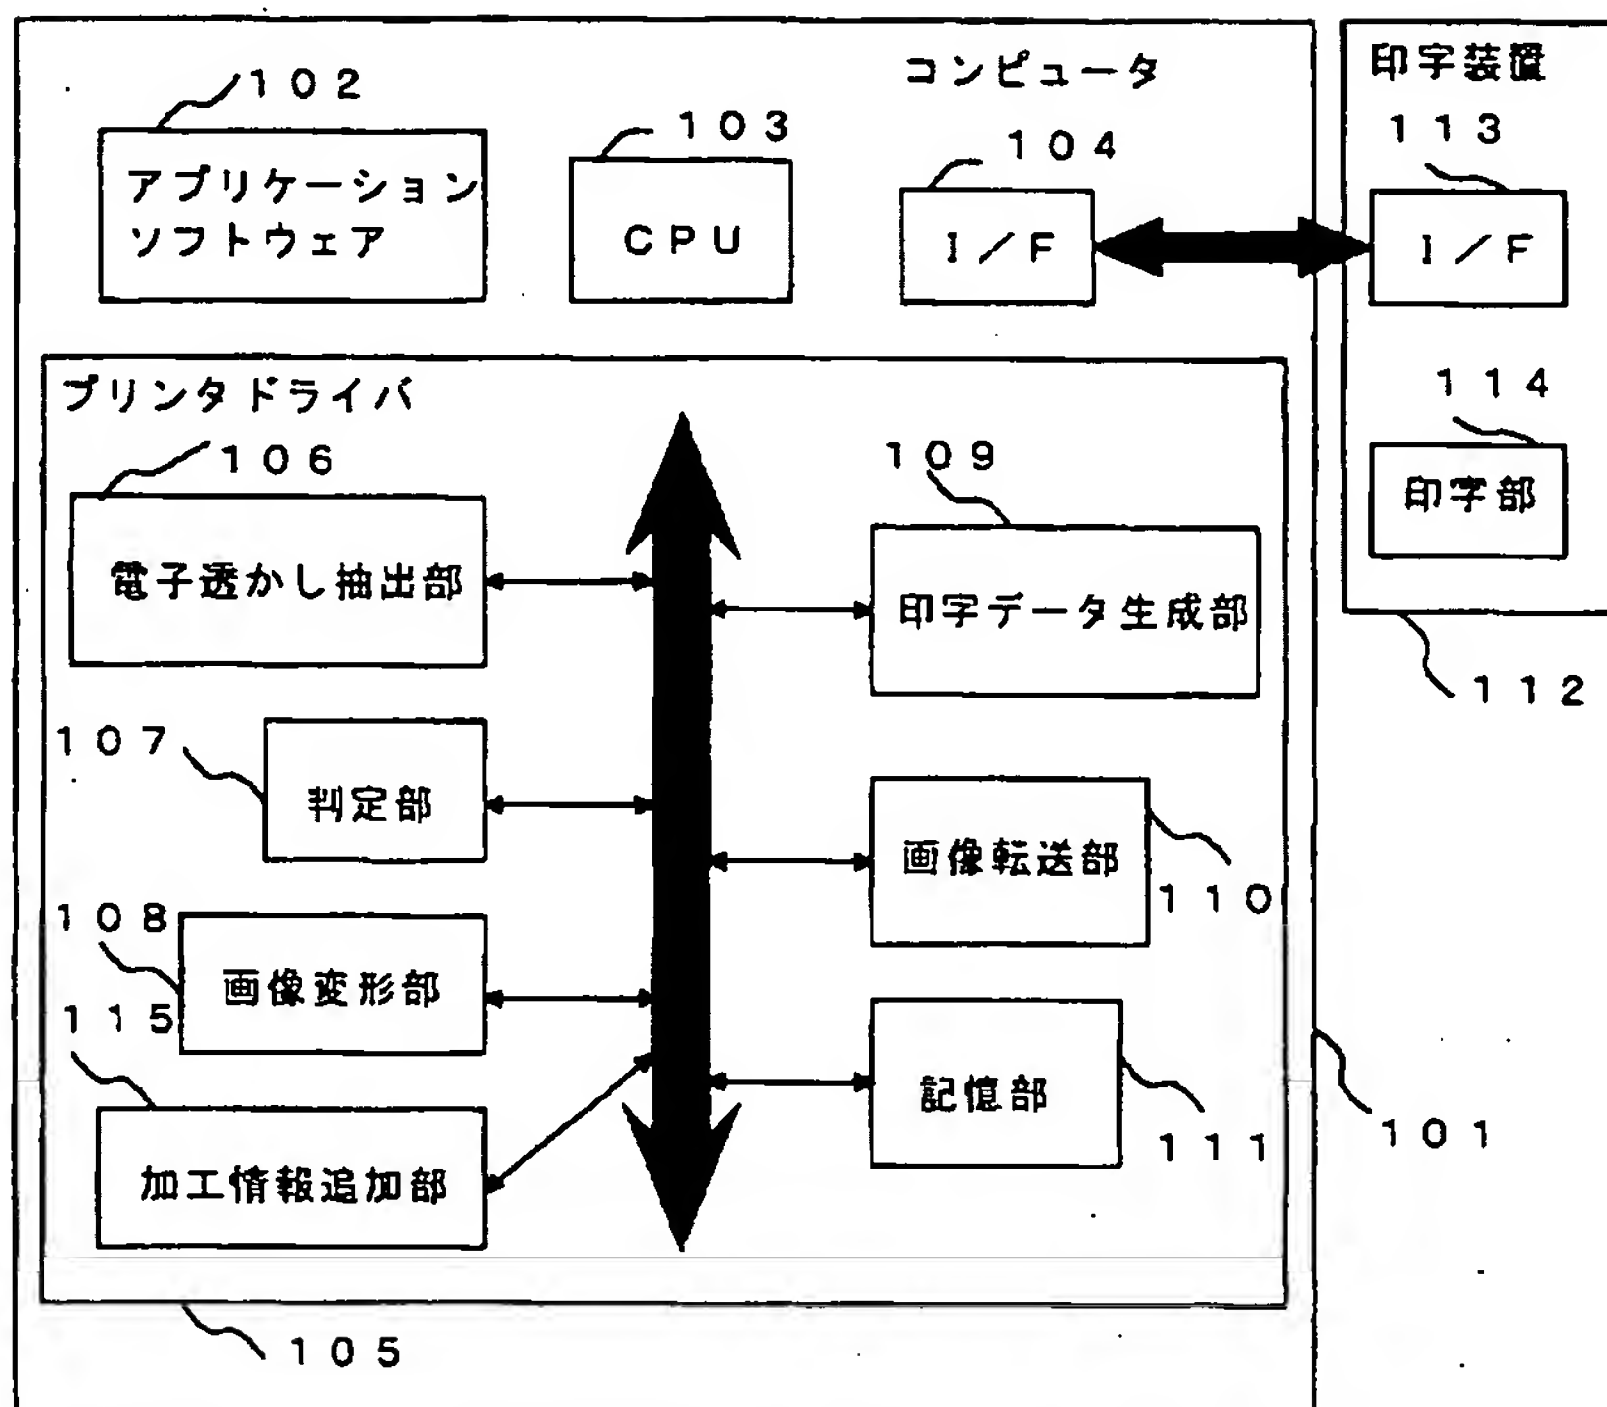 コンピュータ
印字装置
102
アプリケーション
ソフトウェア
103
CPU
104
I/F
113
I/F
プリンタドライバ
114
印字部
106
電子透かし抽出部
109
印字データ生成部
112
107
判定部
画像転送部
110
108
画像変形部
115
記憶部
111
101
加工情報追加部
105